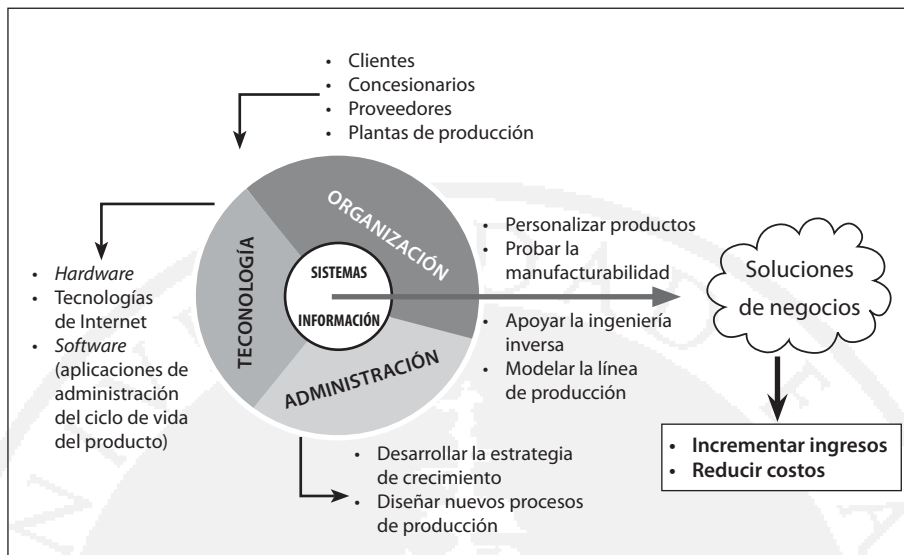 • Clientes
• Concesionarios
• Proveedores
• Plantas de producción
ORGANIZACIÓN
TECONOLOGÍA
SISTEMAS
INFORMACIÓN
ADMINISTRACIÓN
• Hardware
• Tecnologías
de Internet
• Software
(aplicaciones de
administración
del ciclo de vida
del producto)
• Personalizar productos
• Probar la
manufacturabilidad
• Apoyar la ingeniería
inversa
• Modelar la línea
de producción
Soluciones
de negocios
• Incrementar ingresos
• Reducir costos
• Desarrollar la estrategia
de crecimiento
• Diseñar nuevos procesos
de producción